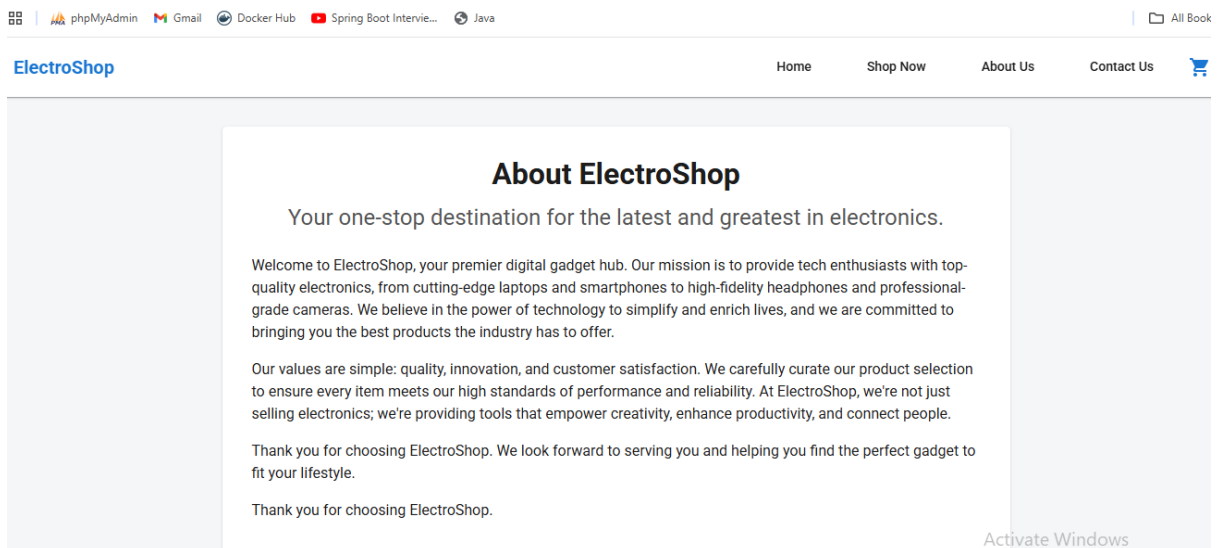 phpMyAdmin Gmail Docker Hub Spring Boot Intervie... Java All Book
ElectroShop Home Shop Now About Us Contact Us
About ElectroShop
Your one-stop destination for the latest and greatest in electronics.
Welcome to ElectroShop, your premier digital gadget hub. Our mission is to provide tech enthusiasts with top-
quality electronics, from cutting-edge laptops and smartphones to high-fidelity headphones and professional-
grade cameras. We believe in the power of technology to simplify and enrich lives, and we are committed to
bringing you the best products the industry has to offer.
Our values are simple: quality, innovation, and customer satisfaction. We carefully curate our product selection
to ensure every item meets our high standards of performance and reliability. At ElectroShop, we're not just
selling electronics; we're providing tools that empower creativity, enhance productivity, and connect people.
Thank you for choosing ElectroShop. We look forward to serving you and helping you find the perfect gadget to
fit your lifestyle.
Thank you for choosing ElectroShop.
Activate Windows